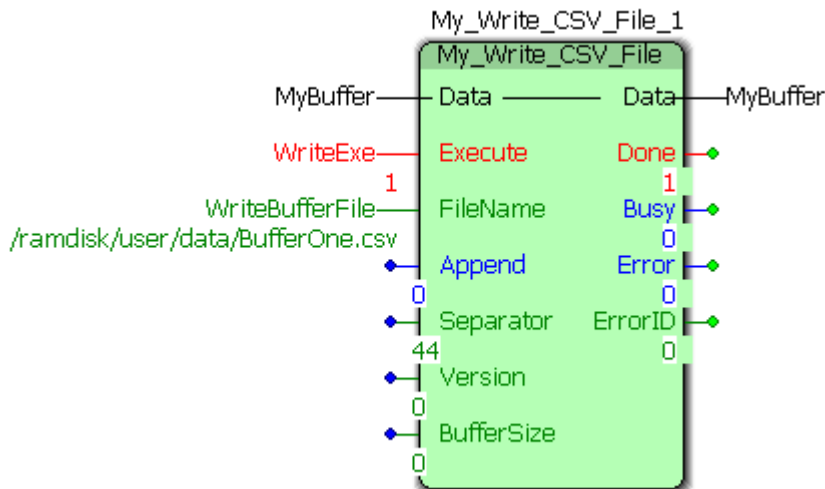 My_Write_CSV_File_1
My_Write_CSV_File
MyBuffer Data Data MyBuffer
WriteExe Execute Done
1 1
WriteBufferFile FileName Busy
/ramdisk/user/data/BufferOne.csv 0
Append Error
0 0
Separator ErrorID
44 0
Version
0
BufferSize
0